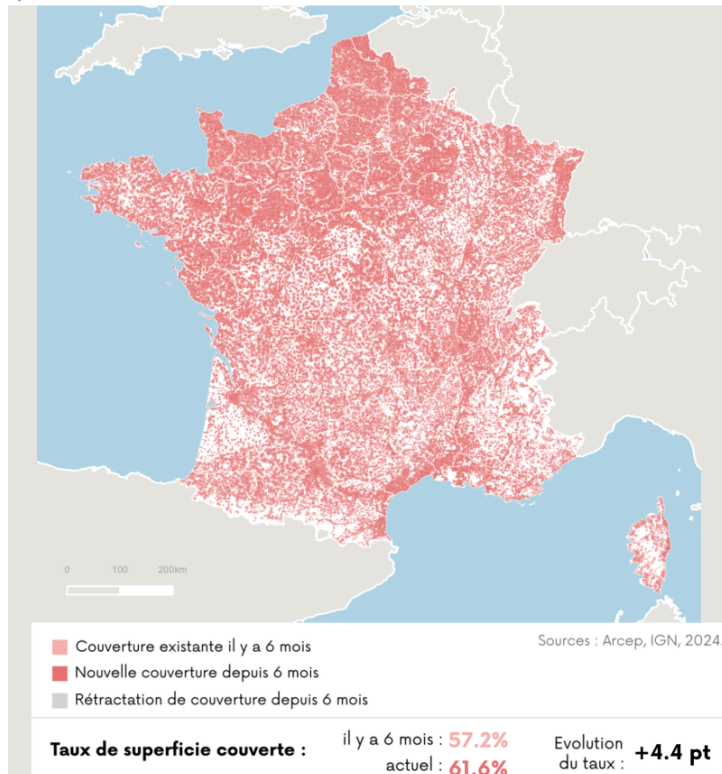 0 100 200km
Sources : Arcep, IGN, 2024.
Couverture existante il y a 6 mois
Nouvelle couverture depuis 6 mois
Rétractation de couverture depuis 6 mois
Taux de superficie couverte :
il y a 6 mois : 57.2%
actuel : 61.6%
Evolution
du taux :
+4.4 pt